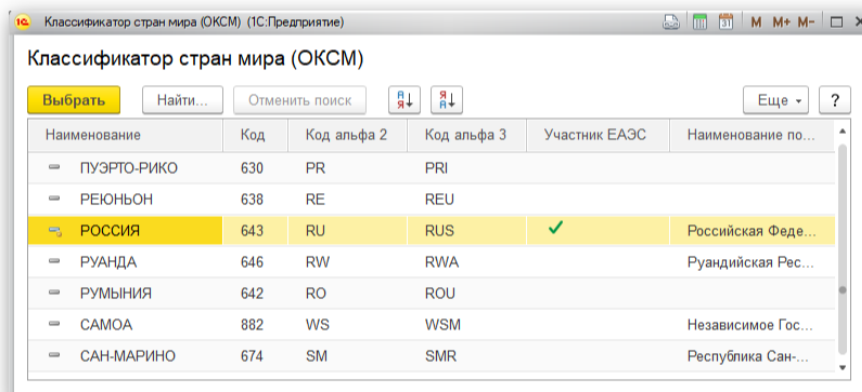 1С Классификатор стран мира (ОКСМ) (1С:Предприятие) 31 M M+ M-
Классификатор стран мира (ОКСМ)
Выбрать Найти... Отменить поиск А Я Я А Еще ?
Наименование Код Код альфа 2 Код альфа 3 Участник ЕАЭС Наименование по...
ПУЭРТО-РИКО 630 PR PRI
РЕЮНЬОН 638 RE REU
РОССИЯ 643 RU RUS Российская Феде...
РУАНДА 646 RW RWA Руандийская Рес...
РУМЫНИЯ 642 RO ROU
САМОА 882 WS WSM Независимое Гос...
САН-МАРИНО 674 SM SMR Республика Сан-...